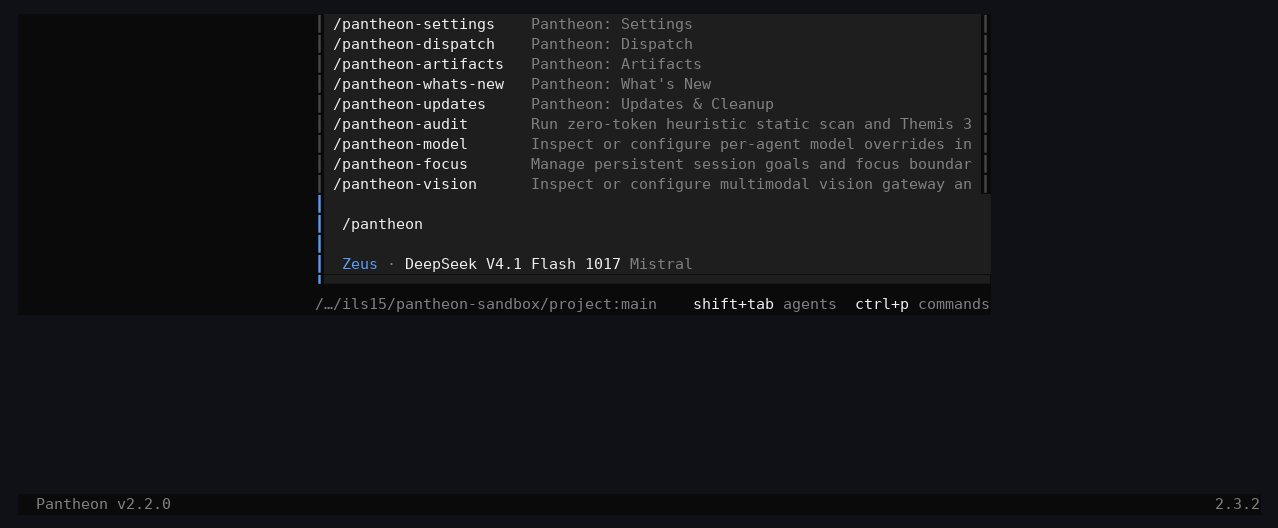 /pantheon-settings Pantheon: Settings
/pantheon-dispatch Pantheon: Dispatch
/pantheon-artifacts Pantheon: Artifacts
/pantheon-whats-new Pantheon: What's New
/pantheon-updates Pantheon: Updates & Cleanup
/pantheon-audit Run zero-token heuristic static scan and Themis 3
/pantheon-model Inspect or configure per-agent model overrides in
/pantheon-focus Manage persistent session goals and focus boundar
/pantheon-vision Inspect or configure multimodal vision gateway an
/pantheon
Zeus · DeepSeek V4.1 Flash 1017 Mistral
/…/ils15/pantheon-sandbox/project:main shift+tab agents ctrl+p commands
Pantheon v2.2.0 2.3.2